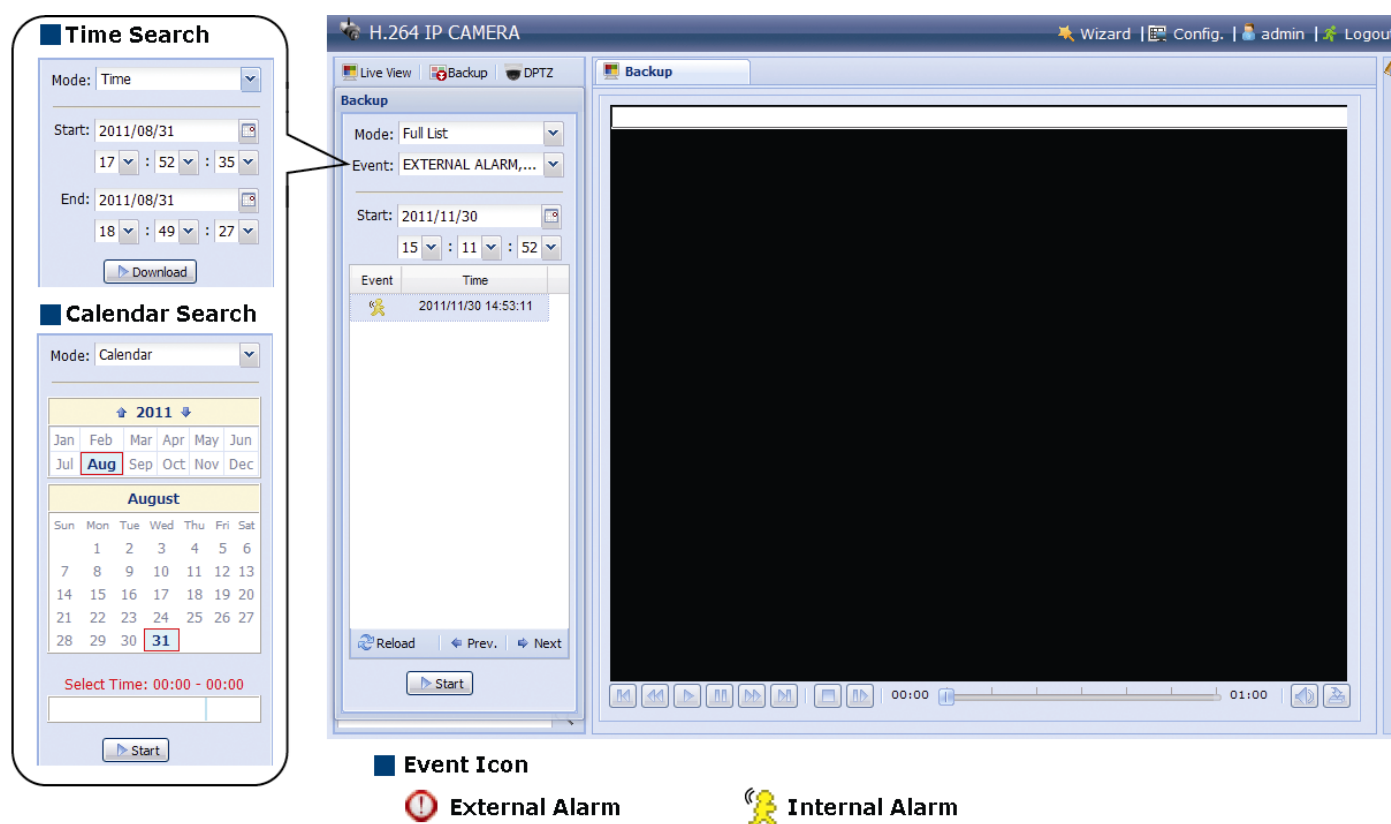 Time Search
Mode: Time
Start: 2011/08/31
17 : 52 : 35
End: 2011/08/31
18 : 49 : 27
Download
Calendar Search
Mode: Calendar
2011
Jan Feb Mar Apr May Jun
Jul Aug Sep Oct Nov Dec
August
Sun Mon Tue Wed Thu Fri Sat
1 2 3 4 5 6
7 8 9 10 11 12 13
14 15 16 17 18 19 20
21 22 23 24 25 26 27
28 29 30 31
Select Time: 00:00 - 00:00
Start
H.264 IP CAMERA
Wizard | Config. | admin | Logout
Live View Backup DPTZ
Backup
Mode: Full List
Event: EXTERNAL ALARM,...
Start: 2011/11/30
15 : 11 : 52
Event Time
2011/11/30 14:53:11
Reload Prev. Next
Start
Backup
00:00 01:00
Event Icon
External Alarm Internal Alarm